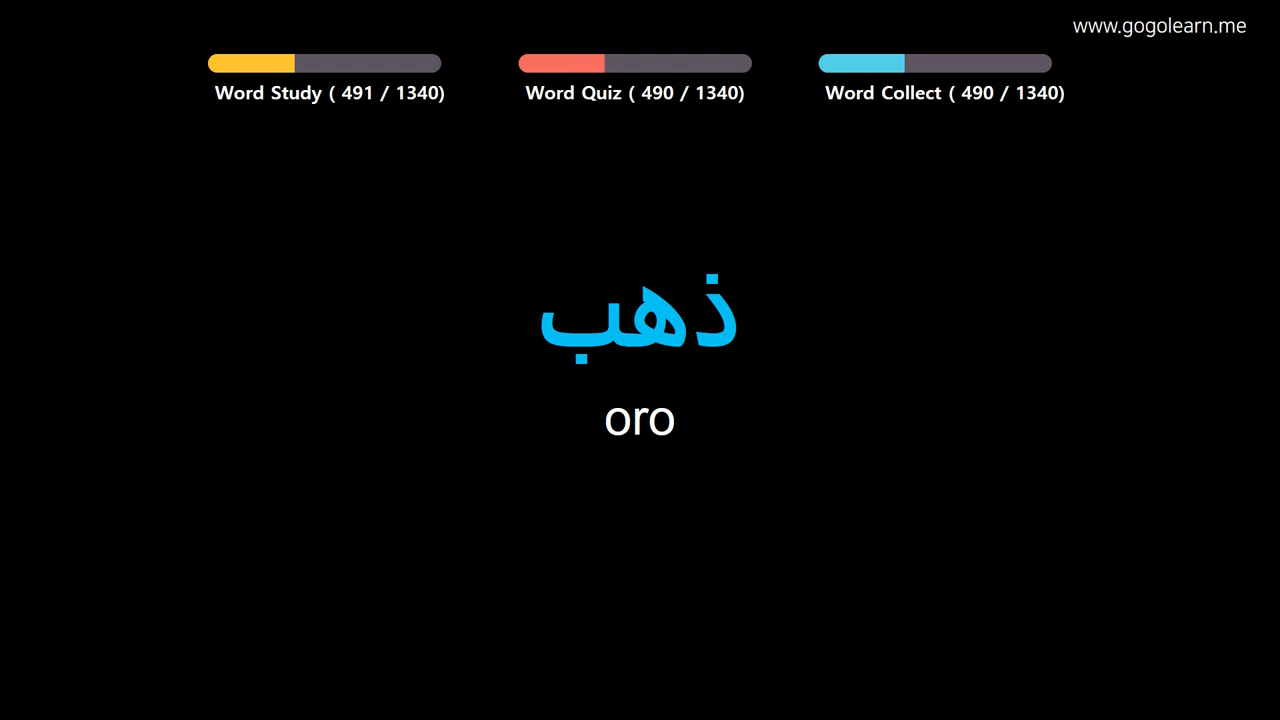 www.gogolearn.me
Word Study ( 491 / 1340)
Word Quiz ( 490 / 1340)
Word Collect ( 490 / 1340)
ذهب
oro